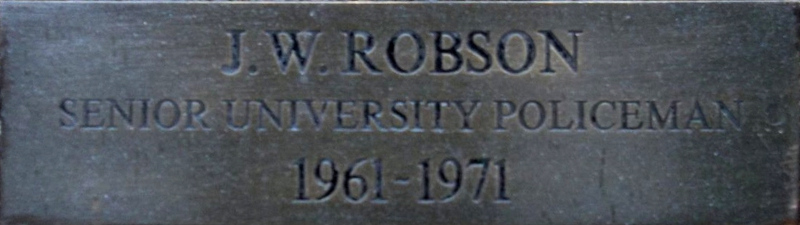 J. W. ROBSON
SENIOR UNIVERSITY POLICEMAN
1961-1971